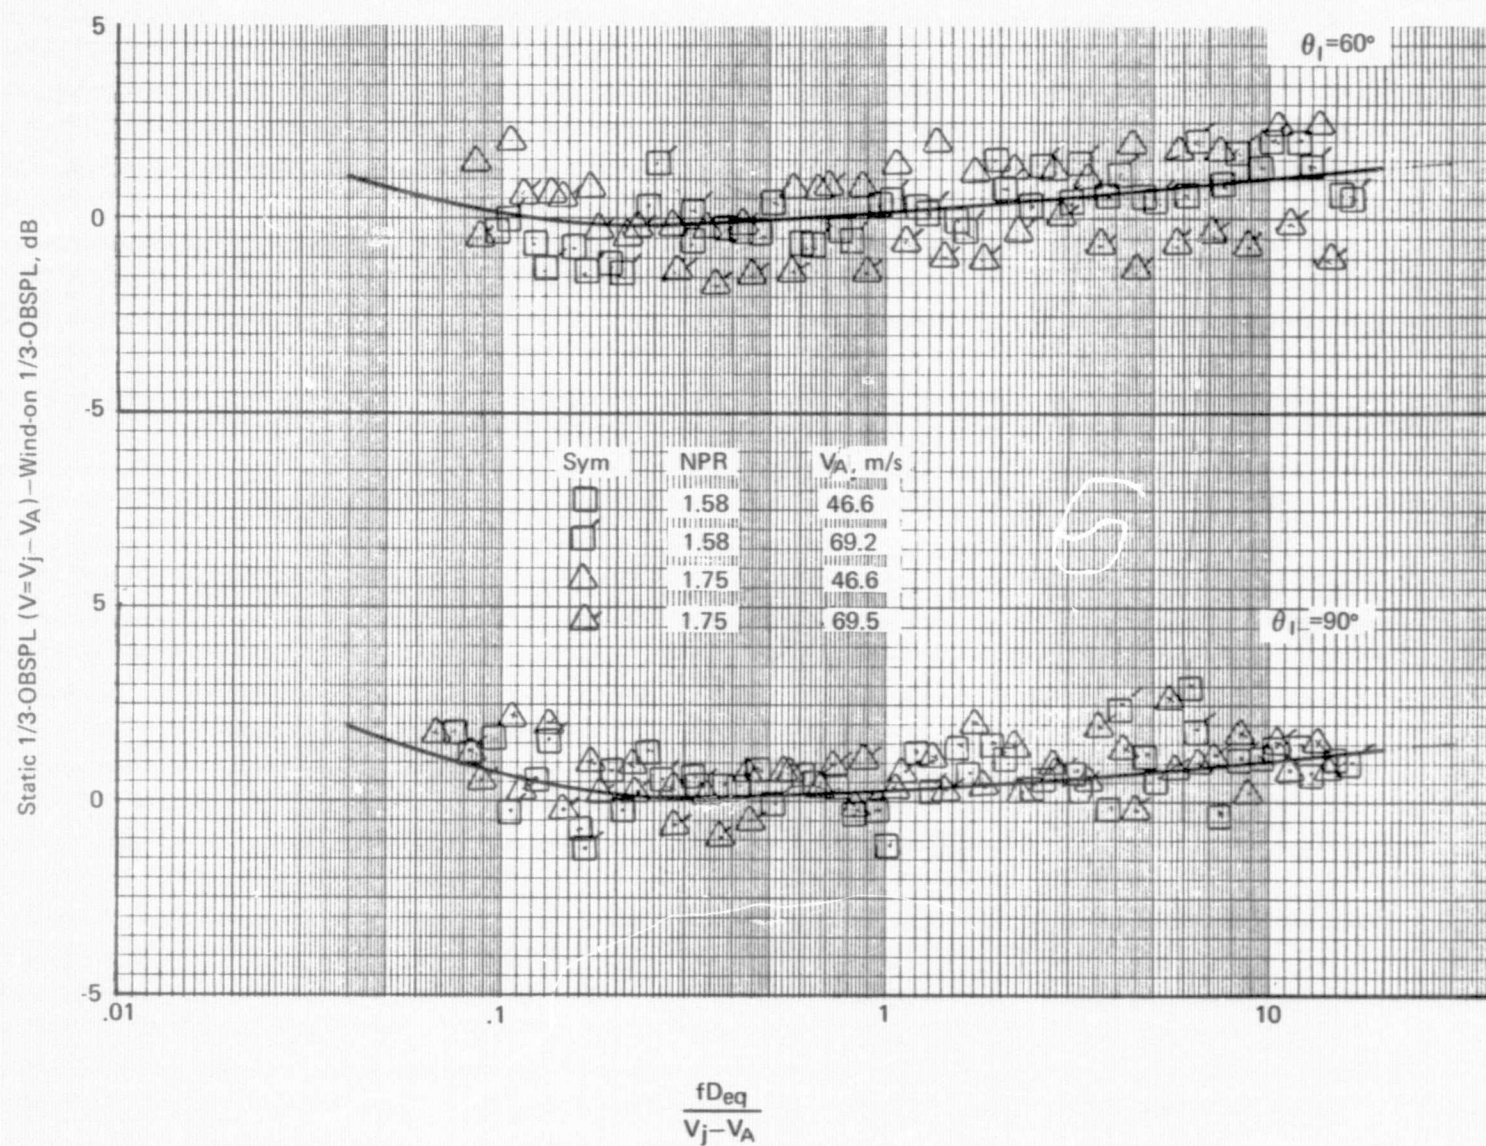 5
θI=60°
0
-5
Static 1/3-OBSPL (V=Vj-VA)-Wind-on 1/3-OBSPL, dB
Sym NPR VA, m/s
1.58 46.6
1.58 69.2
1.75 46.6
1.75 69.5
5
θI=90°
0
-5
.01 .1 1 10
fDeq
Vj-VA